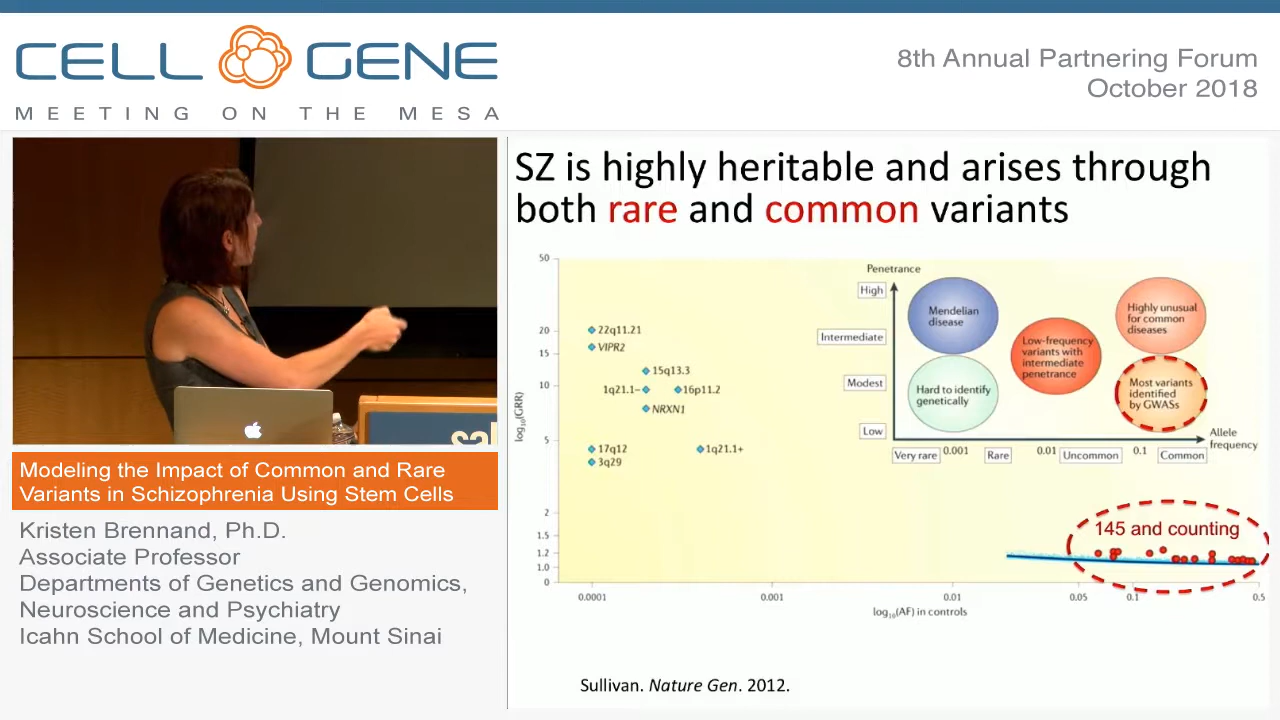 CELL GENE
MEETING ON THE MESA
8th Annual Partnering Forum
October 2018
SZ is highly heritable and arises through
both rare and common variants
50
20
15
10
5
2
1.5
1.2
1.0
0
log10(GRR)
22q11.21
VIPR2
15q13.3
1q21.1–
16p11.2
NRXN1
17q12
3q29
1q21.1+
Penetrance
High
Intermediate
Modest
Low
Mendelian
disease
Highly unusual
for common
diseases
Low-frequency
variants with
intermediate
penetrance
Hard to identify
genetically
Most variants
identified
by GWASs
Allele
frequency
Very rare
0.001
Rare
0.01
Uncommon
0.1
Common
145 and counting
0.0001
0.001
0.01
0.05
0.1
0.5
log10(AF) in controls
Sullivan. Nature Gen. 2012.
Modeling the Impact of Common and Rare
Variants in Schizophrenia Using Stem Cells
Kristen Brennand, Ph.D.
Associate Professor
Departments of Genetics and Genomics,
Neuroscience and Psychiatry
Icahn School of Medicine, Mount Sinai